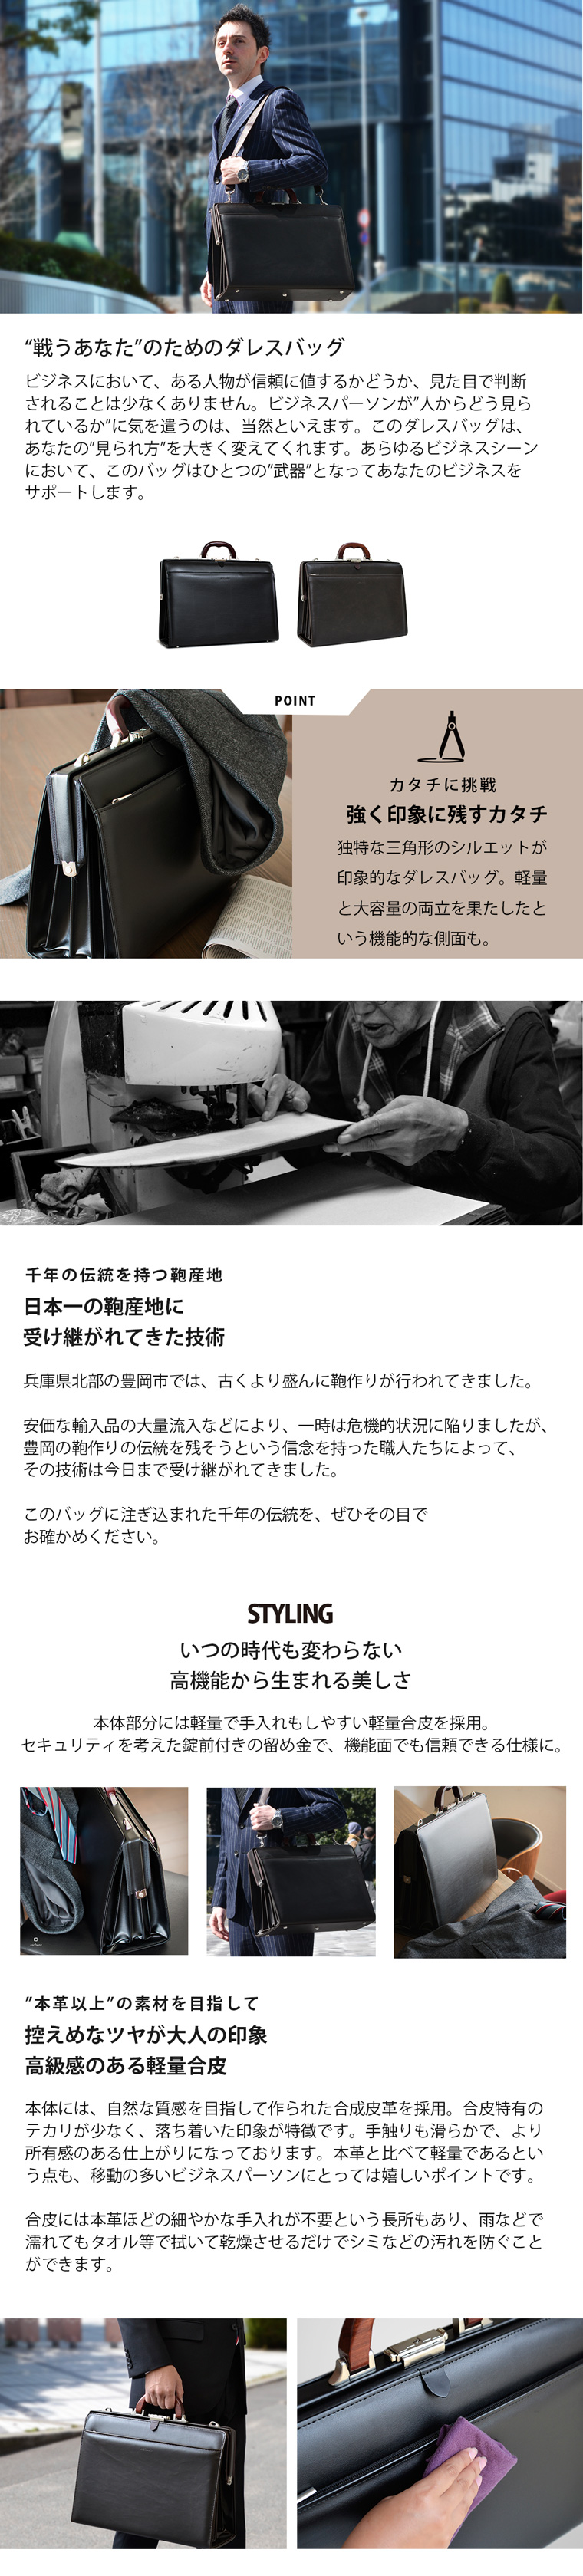 “戦うあなた”のためのダレスバッグ
ビジネスにおいて、ある人物が信頼に値するかどうか、見た目で判断
されることは少なくありません。ビジネスパーソンが”人からどう見ら
れているか”に気を遣うのは、当然といえます。このダレスバッグは、
あなたの”見られ方”を大きく変えてくれます。あらゆるビジネスシーン
において、このバッグはひとつの”武器”となってあなたのビジネスを
サポートします。
POINT
カタチに挑戦
強く印象に残すカタチ
独特な三角形のシルエットが
印象的なダレスバッグ。軽量
と大容量の両立を果たしたと
いう機能的な側面も。
千年の伝統を持つ鞄産地
日本一の鞄産地に
受け継がれてきた技術
兵庫県北部の豊岡市では、古くより盛んに鞄作りが行われてきました。
安価な輸入品の大量流入などにより、一時は危機的状況に陥りましたが、
豊岡の鞄作りの伝統を残そうという信念を持った職人たちによって、
その技術は今日まで受け継がれてきました。
このバッグに注ぎ込まれた千年の伝統を、ぜひその目で
お確かめください。
STYLING
いつの時代も変わらない
高機能から生まれる美しさ
本体部分には軽量で手入れもしやすい軽量合皮を採用。
セキュリティを考えた錠前付きの留め金で、機能面でも信頼できる仕様に。
”本革以上”の素材を目指して
控えめなツヤが大人の印象
高級感のある軽量合皮
本体には、自然な質感を目指して作られた合成皮革を採用。合皮特有の
テカリが少なく、落ち着いた印象が特徴です。手触りも滑らかで、より
所有感のある仕上がりになっております。本革と比べて軽量であるとい
う点も、移動の多いビジネスパーソンにとっては嬉しいポイントです。
合皮には本革ほどの細やかな手入れが不要という長所もあり、雨などで
濡れてもタオル等で拭いて乾燥させるだけでシミなどの汚れを防ぐこと
ができます。